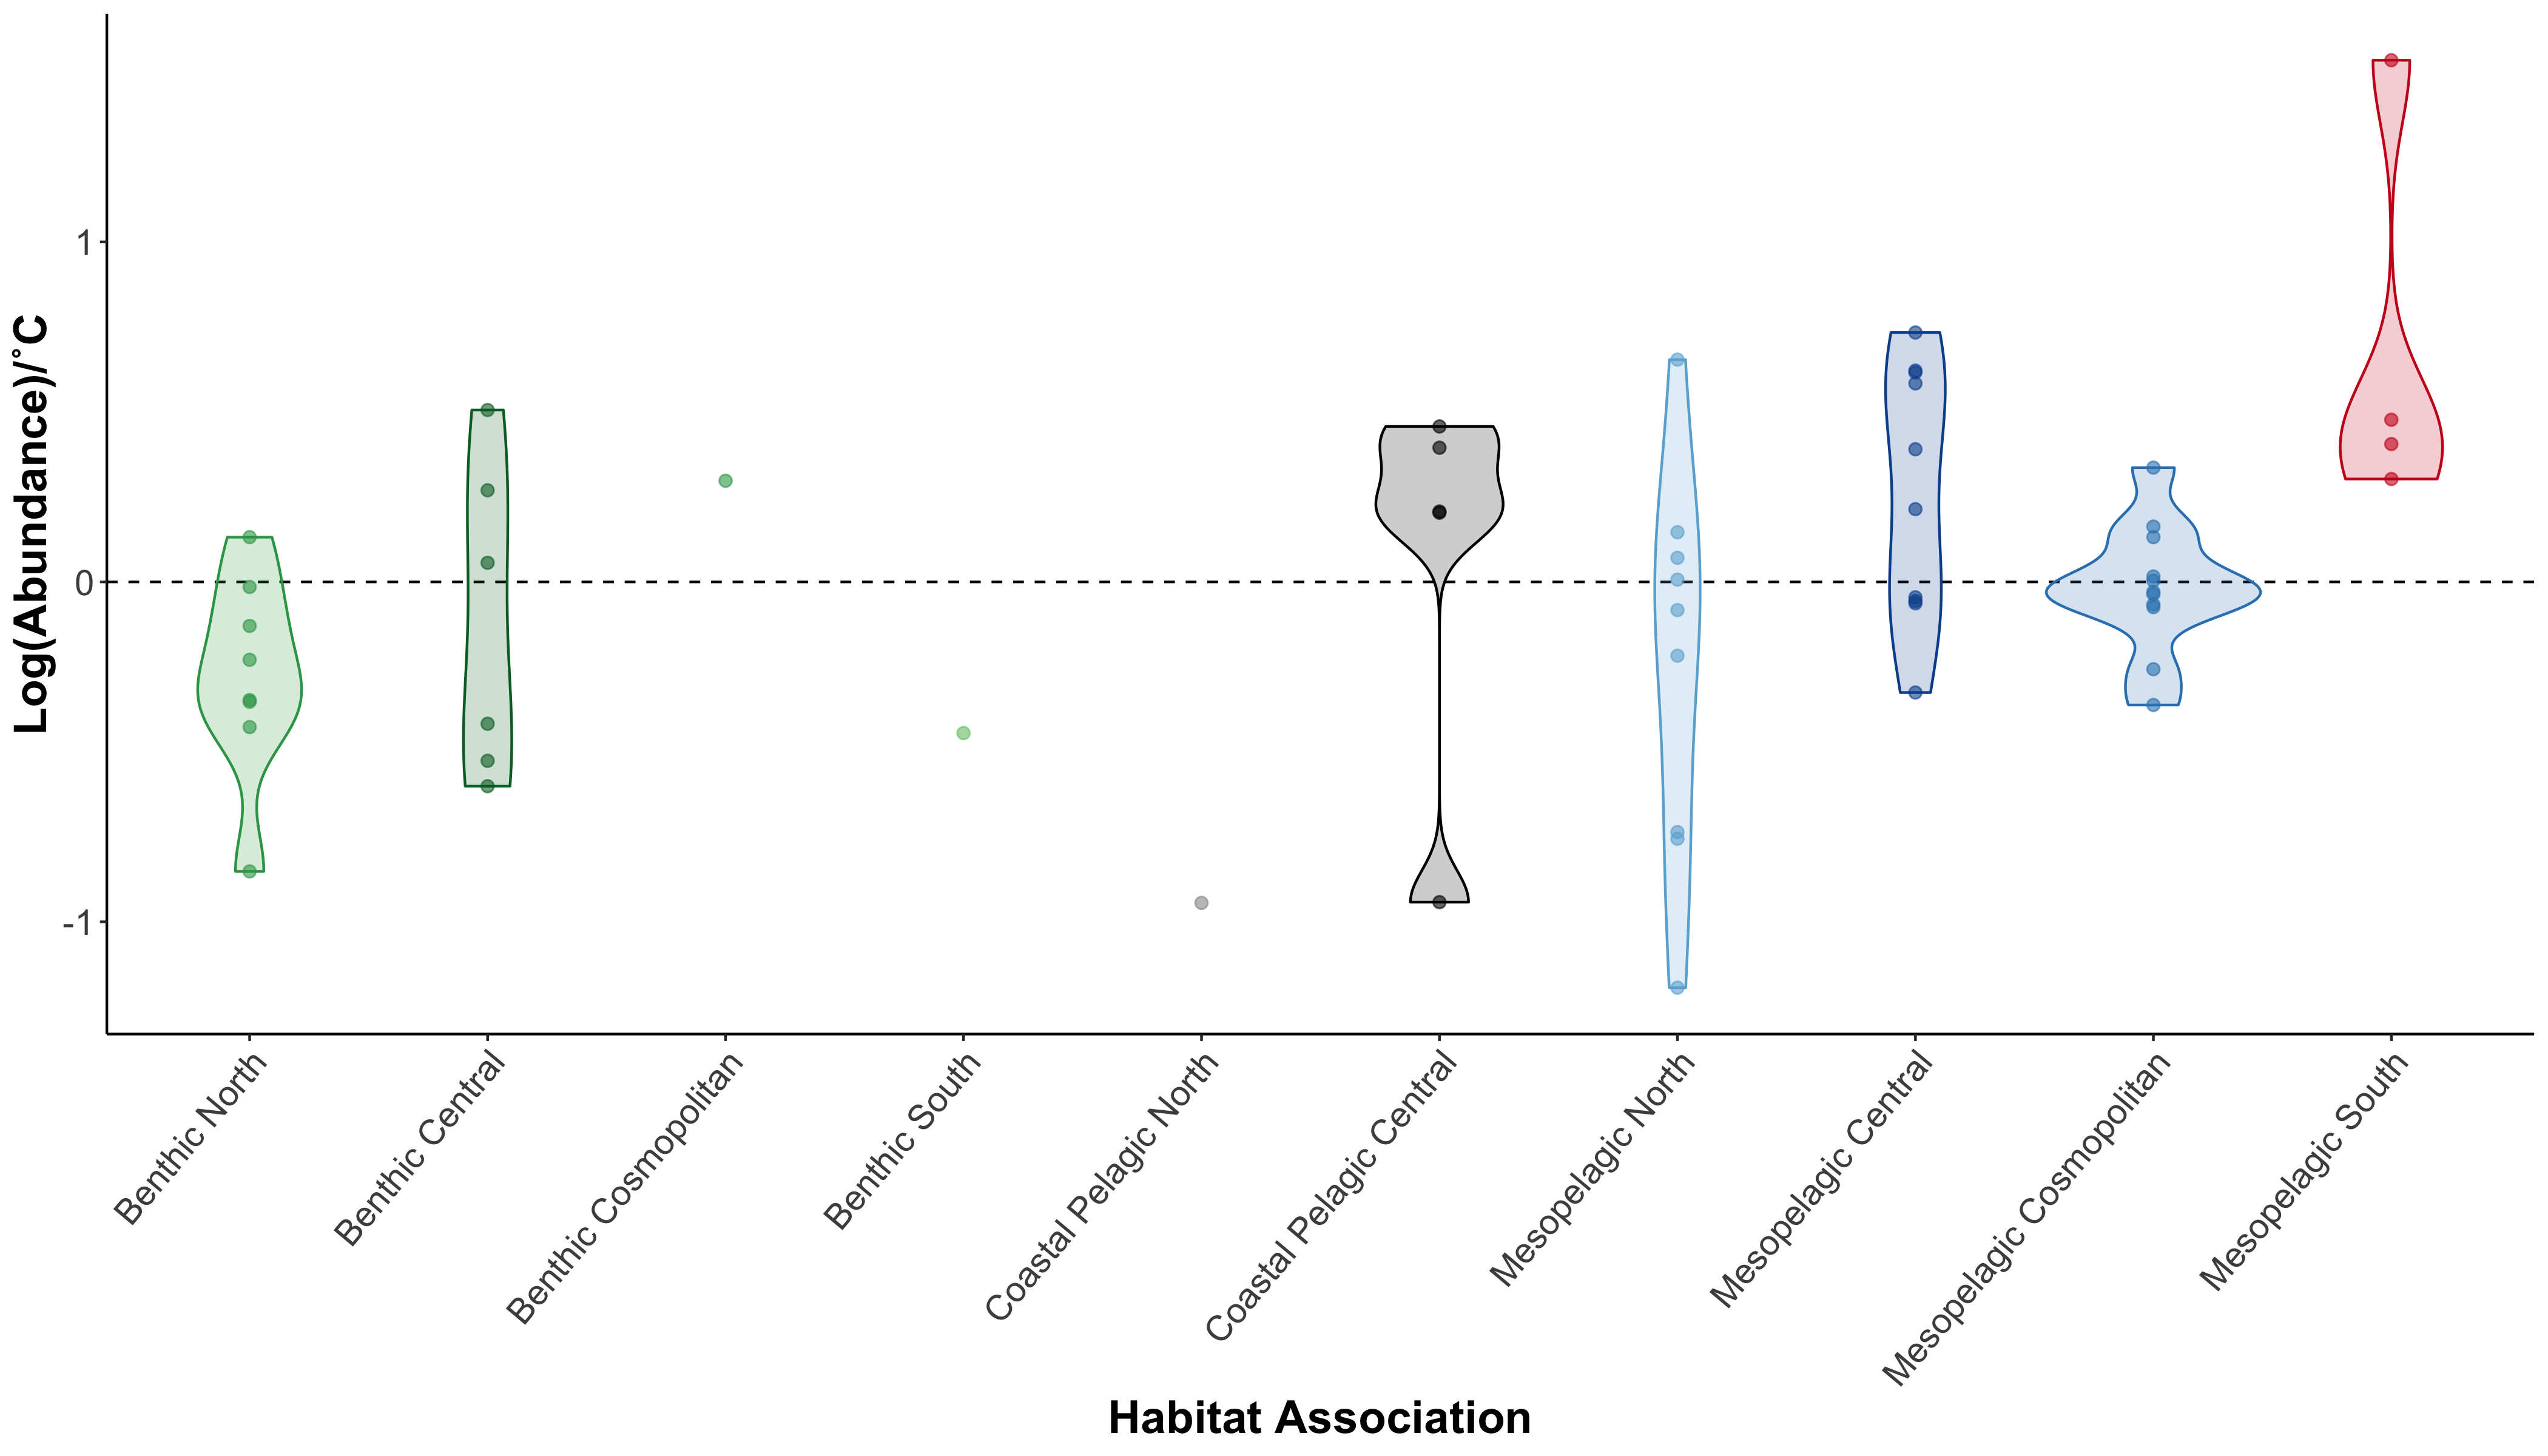 Log(Abundance)/˚C
1
0
-1
Benthic North
Benthic Central
Benthic Cosmopolitan
Benthic South
Coastal Pelagic North
Coastal Pelagic Central
Mesopelagic North
Mesopelagic Central
Mesopelagic Cosmopolitan
Mesopelagic South
Habitat Association